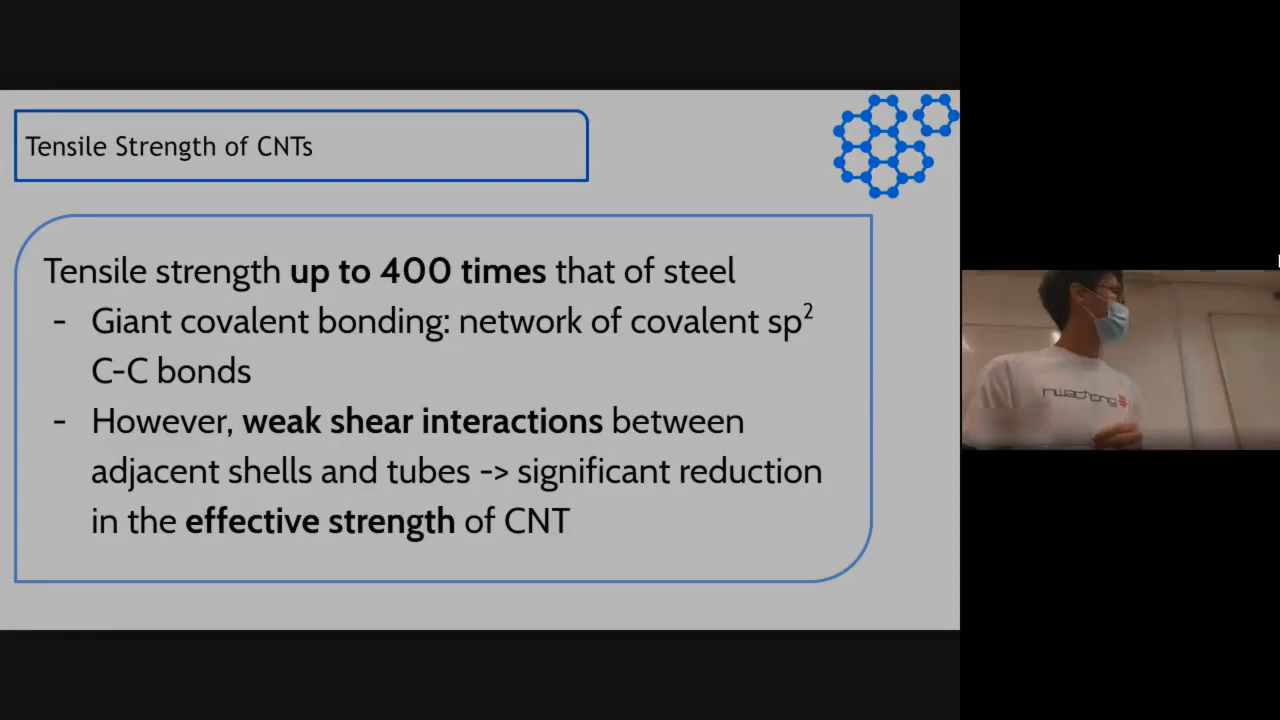 Tensile Strength of CNTs
Tensile strength up to 400 times that of steel
- Giant covalent bonding: network of covalent sp²
C-C bonds
- However, weak shear interactions between
adjacent shells and tubes -> significant reduction
in the effective strength of CNT